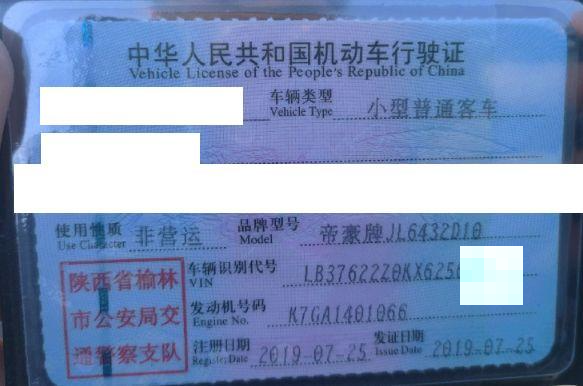 中华人民共和国机动车行驶证
Vehicle License of the People's Republic of China
车辆类型 小型普通客车
Vehicle Type
使用性质 非营运 品牌型号 帝豪牌JL6432D10
Use Character Model
陕西省榆林 车辆识别代号 LB37622Z0KX625
VIN
市公安局交 发动机号码 K7GA1401066
Engine No.
通警察支队 注册日期 2019-07-25 发证日期 2019-07-25
Register Date Issue Date